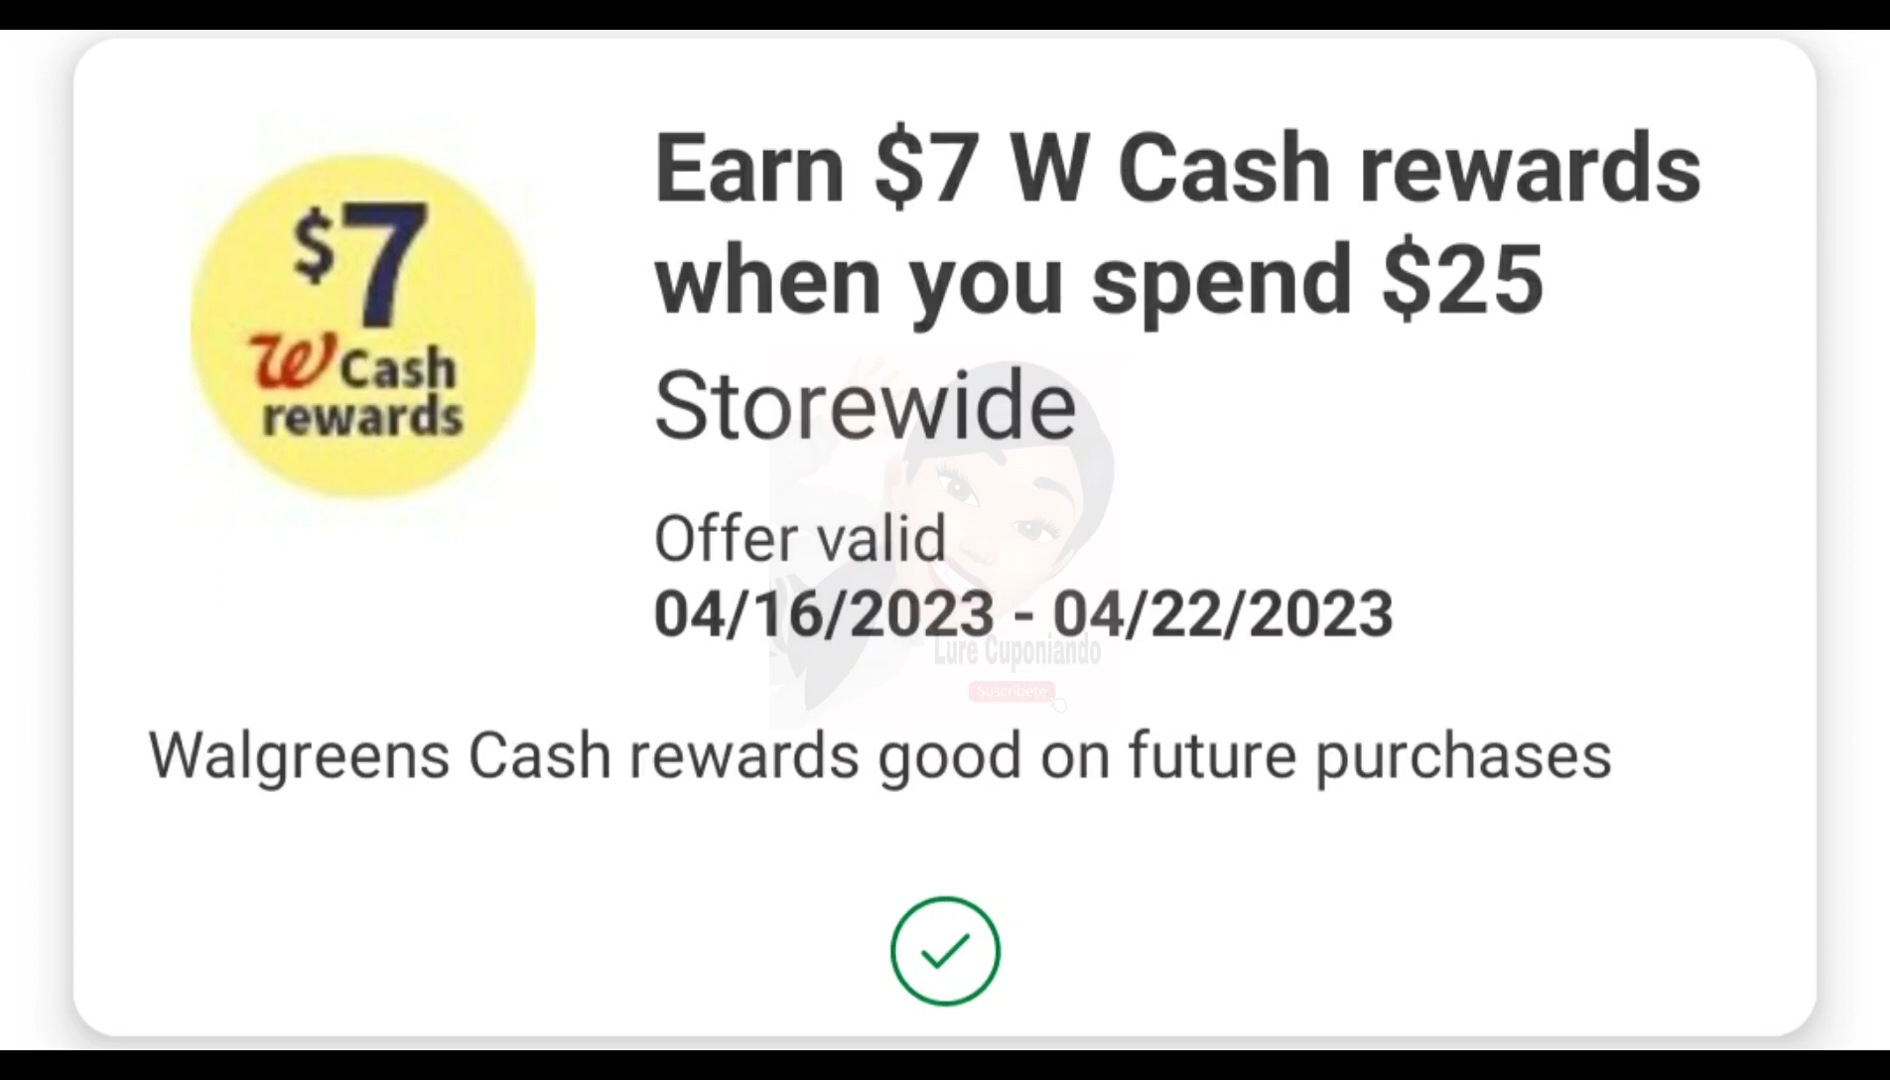 $7
W Cash
rewards
Earn $7 W Cash rewards
when you spend $25
Storewide
Offer valid
04/16/2023 - 04/22/2023
Lure Cuponiando
Suscribete
Walgreens Cash rewards good on future purchases